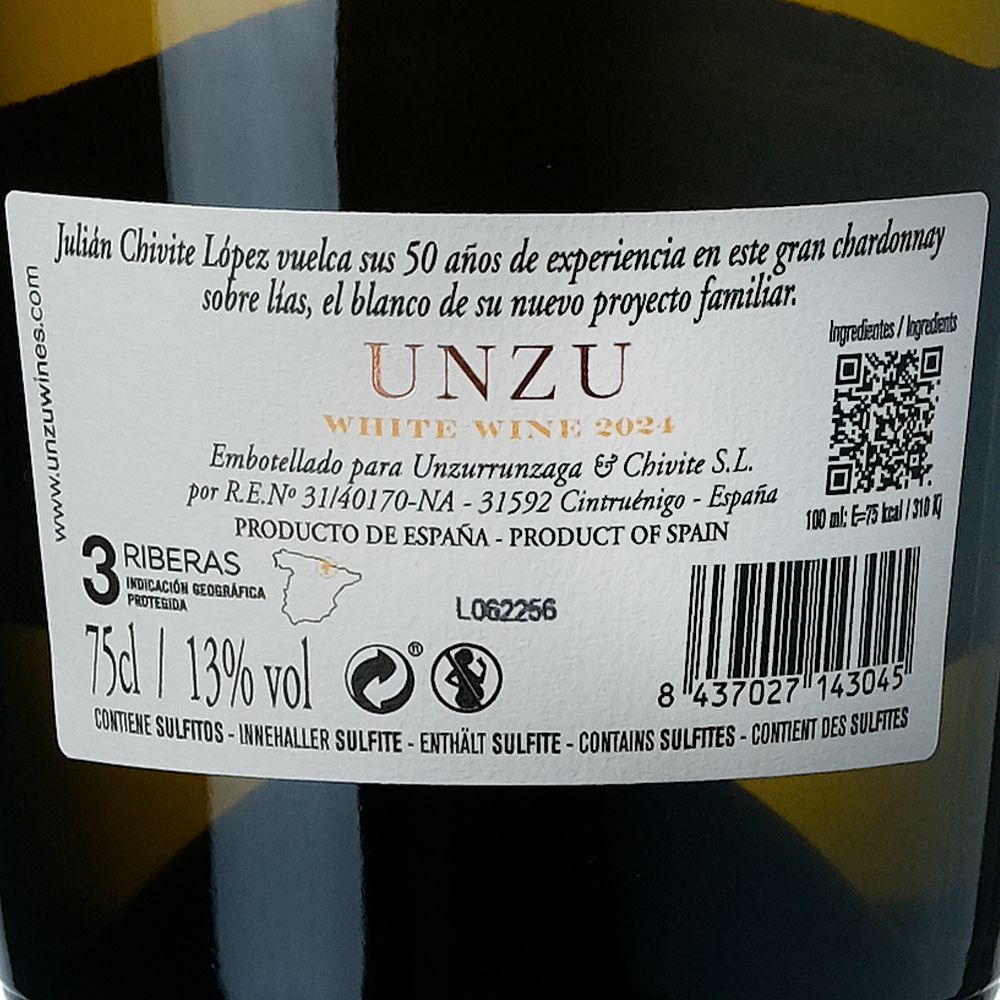 Julián Chivite López vuelca sus 50 años de experiencia en este gran chardonnay
sobre lías, el blanco de su nuevo proyecto familiar.
www.unzuwines.com
Ingredientes / Ingredients
UNZU
WHITE WINE 2024
Embotellado para Unzurrunzaga & Chivite S.L.
por R.E.Nº 31/40170-NA - 31592 Cintruénigo - España
100 ml: E=75 kcal / 310 Kj
PRODUCTO DE ESPAÑA - PRODUCT OF SPAIN
3 RIBERAS
INDICACIÓN GEOGRÁFICA
PROTEGIDA
L062256
75cl / 13% vol
®
8 437027 143045
CONTIENE SULFITOS - INNEHALLER SULFITE - ENTHÄLT SULFITE - CONTAINS SULFITES - CONTIENT DES SULFITES